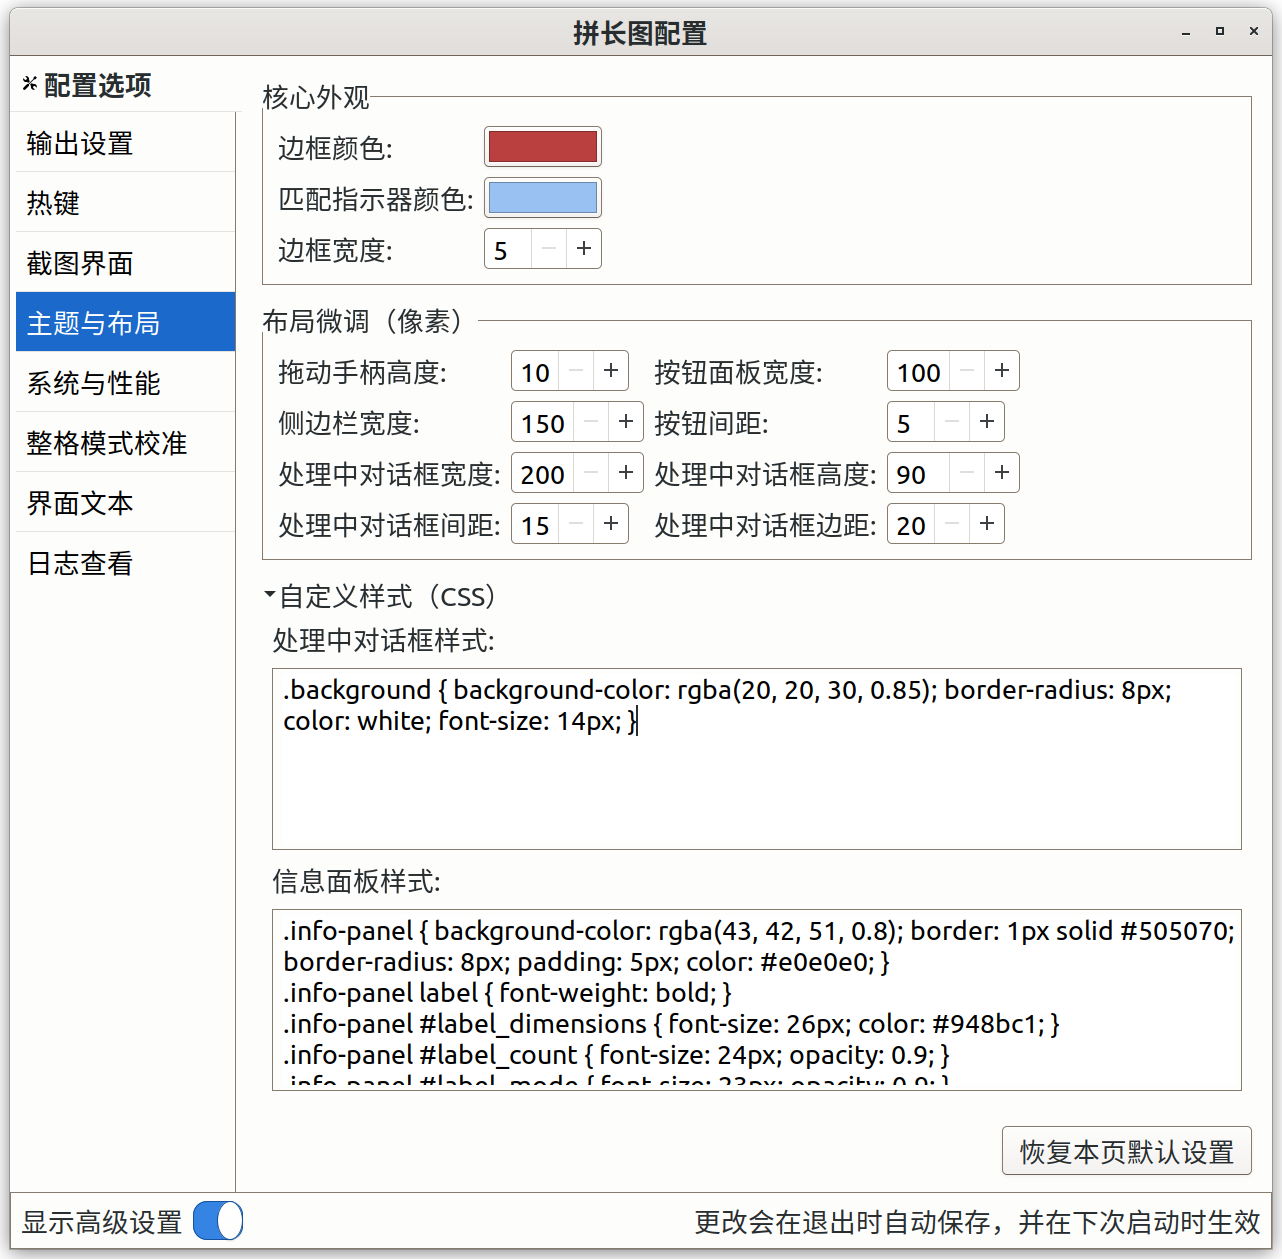 拼长图配置
配置选项
输出设置
热键
截图界面
主题与布局
系统与性能
整格模式校准
界面文本
日志查看
核心外观
边框颜色:
匹配指示器颜色:
边框宽度: 5 − +
布局微调（像素）
拖动手柄高度: 10 − + 按钮面板宽度: 100 − +
侧边栏宽度: 150 − + 按钮间距: 5 − +
处理中对话框宽度: 200 − + 处理中对话框高度: 90 − +
处理中对话框间距: 15 − + 处理中对话框边距: 20 − +
自定义样式（CSS）
处理中对话框样式:
.background { background-color: rgba(20, 20, 30, 0.85); border-radius: 8px;
color: white; font-size: 14px; }
信息面板样式:
.info-panel { background-color: rgba(43, 42, 51, 0.8); border: 1px solid #505070;
border-radius: 8px; padding: 5px; color: #e0e0e0; }
.info-panel label { font-weight: bold; }
.info-panel #label_dimensions { font-size: 26px; color: #948bc1; }
.info-panel #label_count { font-size: 24px; opacity: 0.9; }
.info-panel #label_mode { font-size: 23px; opacity: 0.9; }
恢复本页默认设置
显示高级设置
更改会在退出时自动保存，并在下次启动时生效